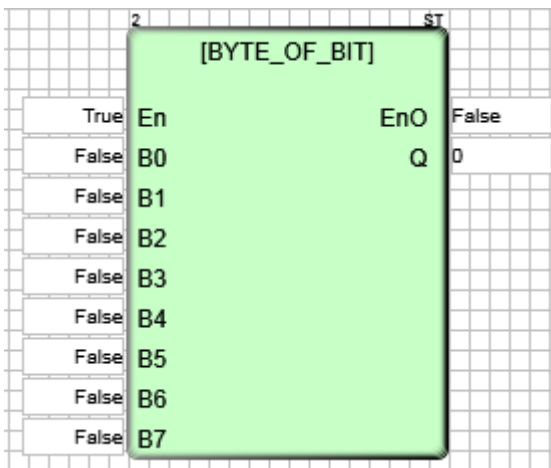 2 ST
[BYTE_OF_BIT]
True En EnO False
False B0 Q 0
False B1
False B2
False B3
False B4
False B5
False B6
False B7